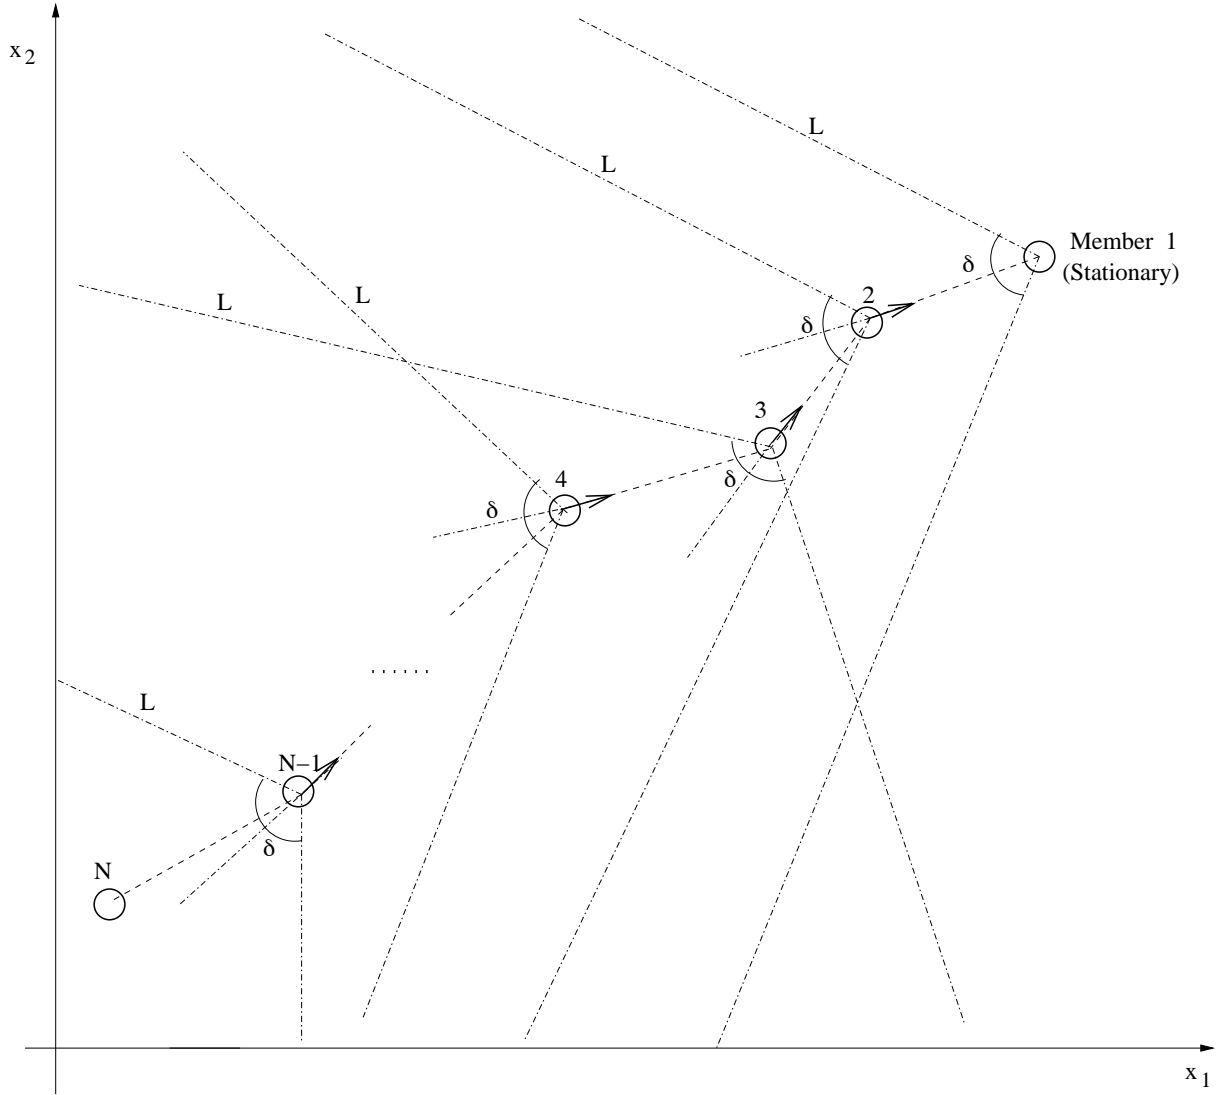 x2
L
L
Member 1
(Stationary)
δ
L
L
2
δ
3
4
δ
δ
......
L
N–1
δ
N
x1